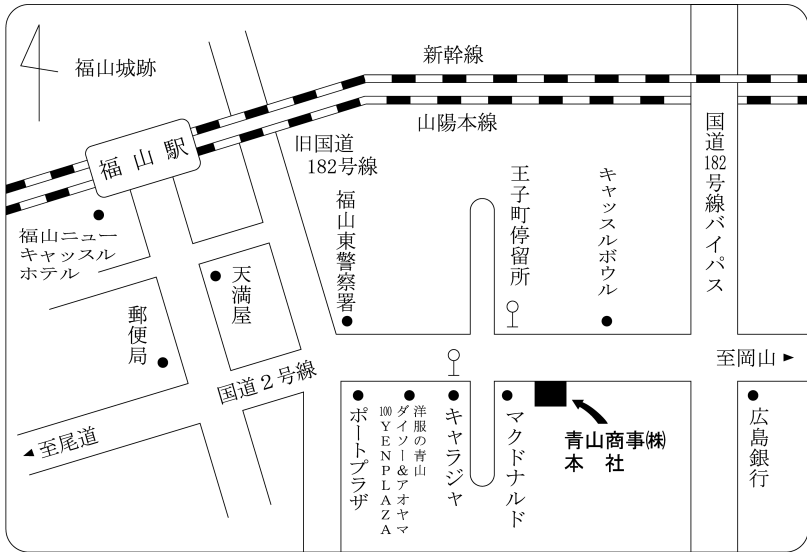 福山城跡
新幹線
山陽本線
福山駅
旧国道
182号線
国道182号線バイパス
福山ニュー
キャッスル
ホテル
天満屋
郵便局
福山東警察署
王子町停留所
キャッスルボウル
国道2号線
至岡山
至尾道
ポートプラザ
洋服の青山
ダイソー&アオヤマ
100YENPLAZA
キャラジャ
マクドナルド
青山商事㈱
本 社
広島銀行